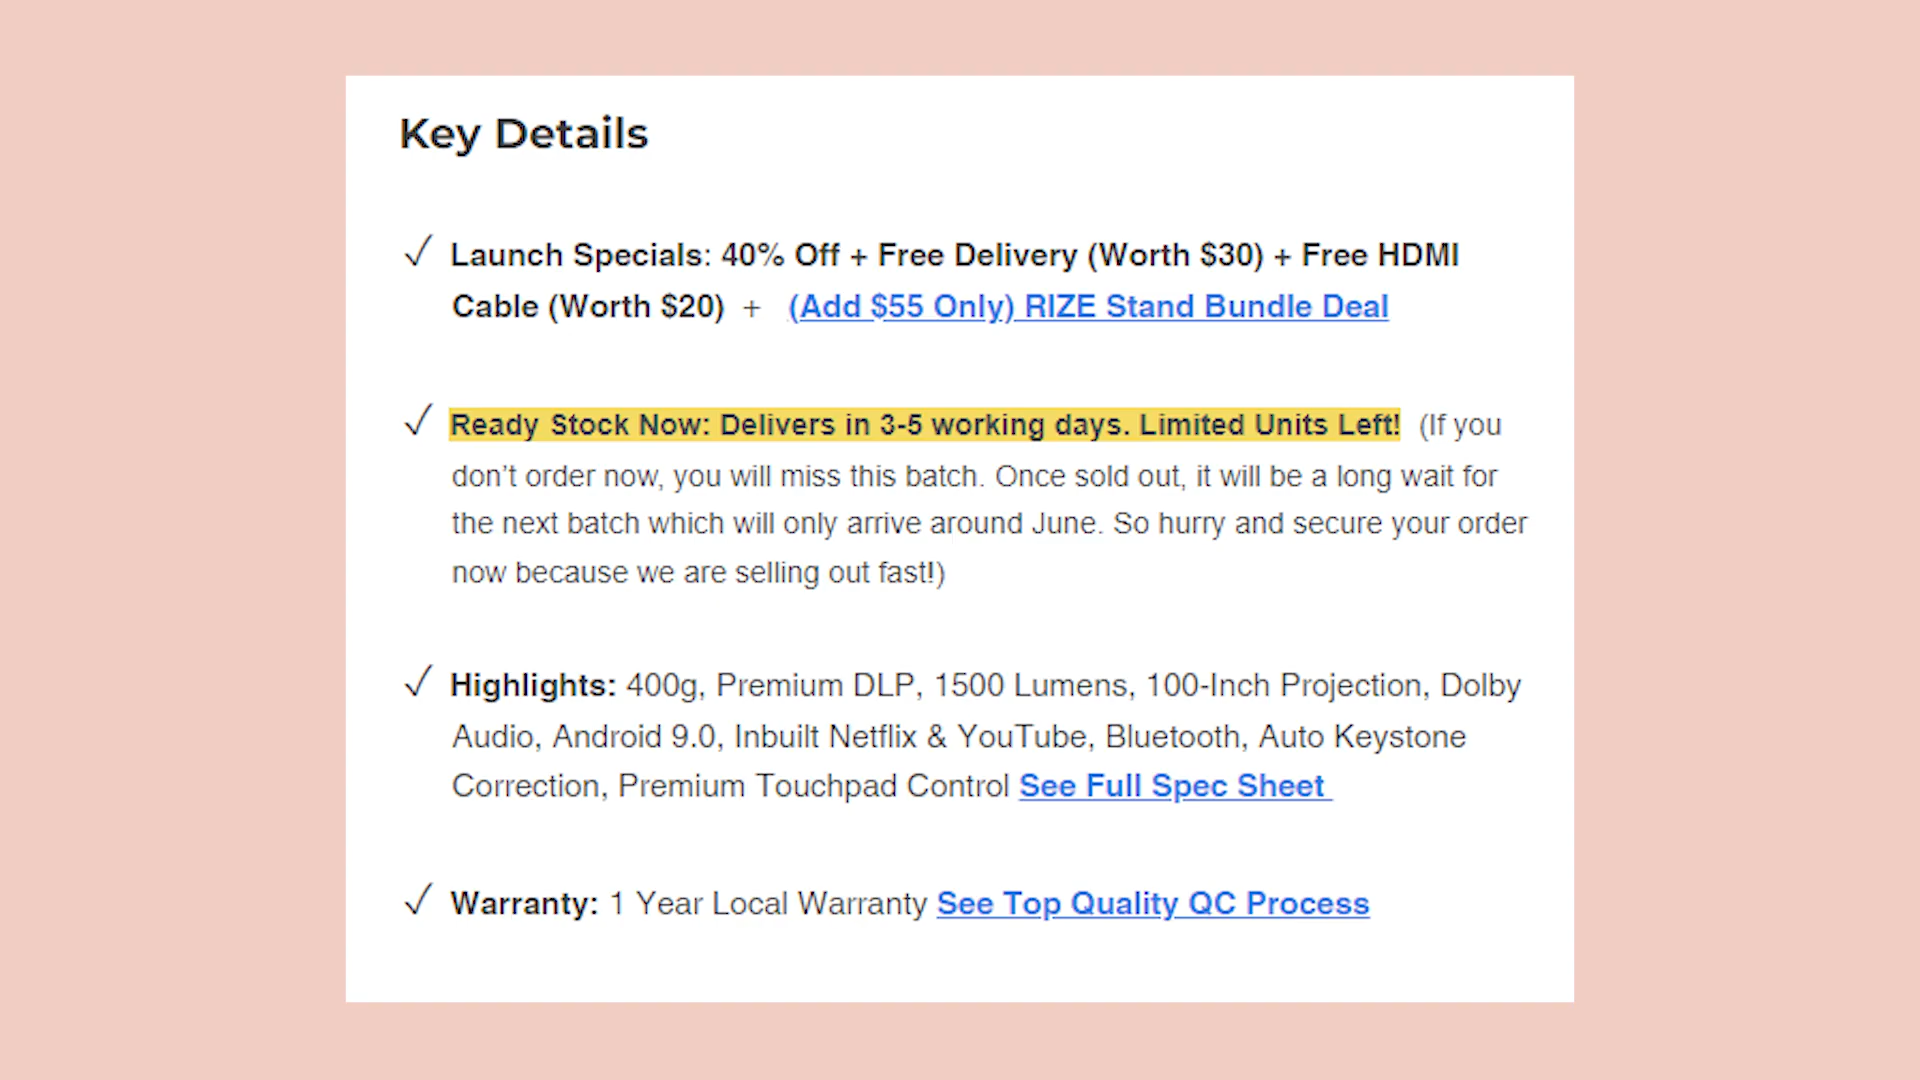 Key Details
✓ Launch Specials: 40% Off + Free Delivery (Worth $30) + Free HDMI
Cable (Worth $20) + (Add $55 Only) RIZE Stand Bundle Deal
✓ Ready Stock Now: Delivers in 3-5 working days. Limited Units Left! (If you
don’t order now, you will miss this batch. Once sold out, it will be a long wait for
the next batch which will only arrive around June. So hurry and secure your order
now because we are selling out fast!)
✓ Highlights: 400g, Premium DLP, 1500 Lumens, 100-Inch Projection, Dolby
Audio, Android 9.0, Inbuilt Netflix & YouTube, Bluetooth, Auto Keystone
Correction, Premium Touchpad Control See Full Spec Sheet
✓ Warranty: 1 Year Local Warranty See Top Quality QC Process